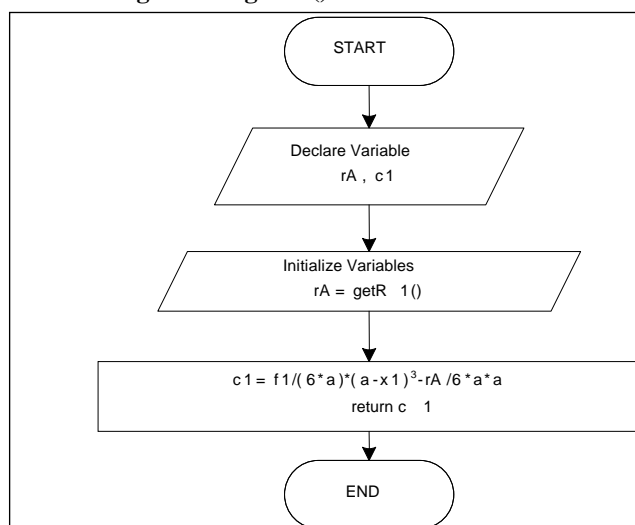 START
Declare Variable
rA , c1
Initialize Variables
rA = getR 1()
c1= f1/(6*a)*(a-x1)³-rA/6*a*a
return c 1
END